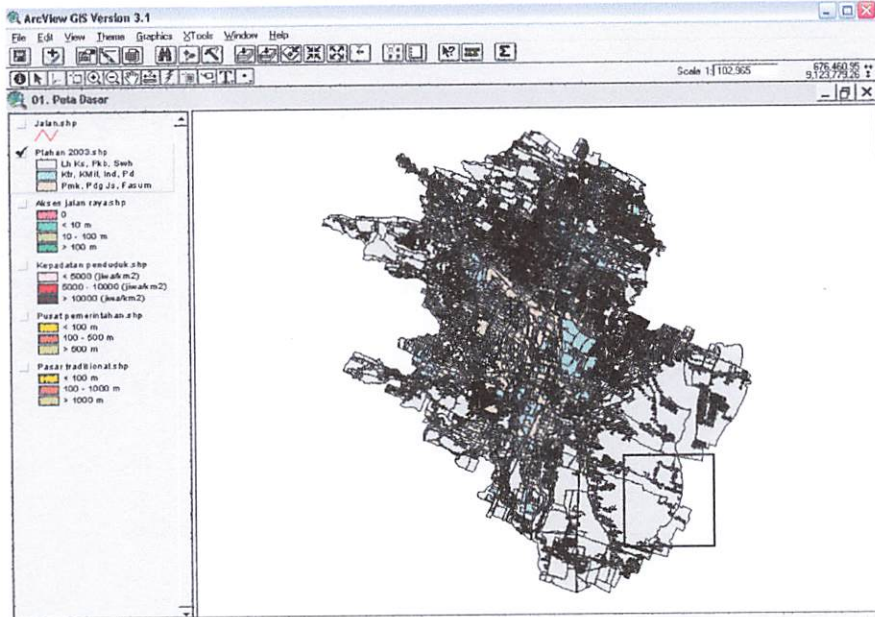 ArcView GIS Version 3.1
File Edit View Theme Graphics XTools Window Help
Scale 1: 102,965
676,460.95
9,123,779.26
01. Peta Dasar
Jalan.shp
Plahan 2003.shp
Lh Ks, Pkb, Swh
Ktr, KMil, Ind, Pd
Pmk, Pdg Js, Fasum
Akses jalan raya.shp
0
< 10 m
10 - 100 m
> 100 m
Kepadatan penduduk.shp
< 5000 (jiwa/km2)
5000 - 10000 (jiwa/km2)
> 10000 (jiwa/km2)
Pusat pemerintahan.shp
< 100 m
100 - 500 m
> 500 m
Pasar traditional.shp
< 100 m
100 - 1000 m
> 1000 m